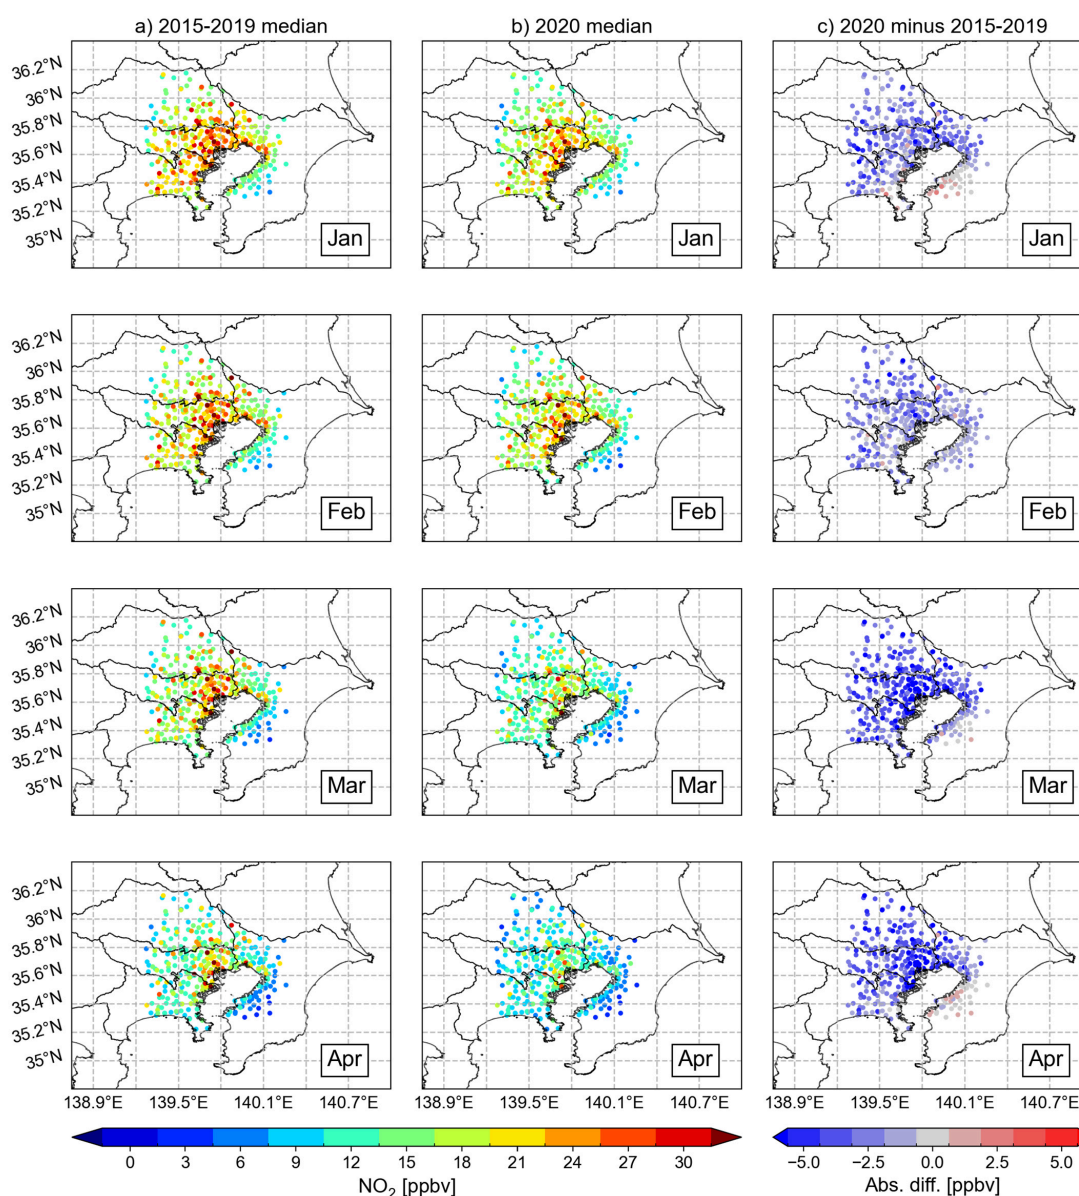 a) 2015-2019 median
b) 2020 median
c) 2020 minus 2015-2019
36.2°N
36°N
35.8°N
35.6°N
35.4°N
35.2°N
35°N
Jan
Jan
Jan
36.2°N
36°N
35.8°N
35.6°N
35.4°N
35.2°N
35°N
Feb
Feb
Feb
36.2°N
36°N
35.8°N
35.6°N
35.4°N
35.2°N
35°N
Mar
Mar
Mar
36.2°N
36°N
35.8°N
35.6°N
35.4°N
35.2°N
35°N
Apr
Apr
Apr
138.9°E 139.5°E 140.1°E 140.7°E
138.9°E 139.5°E 140.1°E 140.7°E
138.9°E 139.5°E 140.1°E 140.7°E
0 3 6 9 12 15 18 21 24 27 30
NO₂ [ppbv]
−5.0 −2.5 0.0 2.5 5.0
Abs. diff. [ppbv]